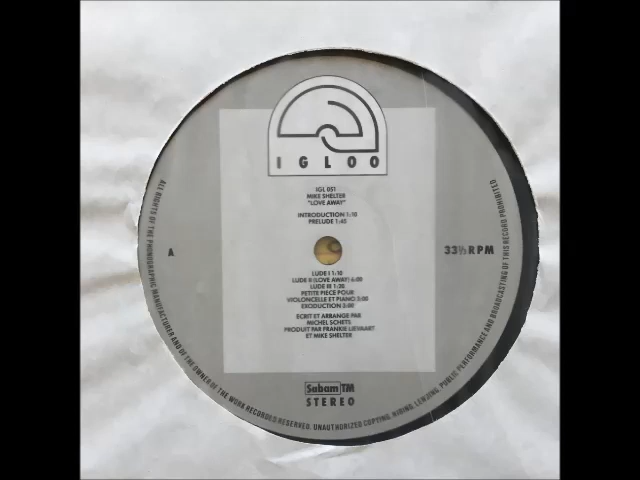 IGLOO
IGL 051
MIKE SHELTER
"LOVE AWAY"
INTRODUCTION 1:10
PRELUDE 1:45
A
33⅓ RPM
LUDE I 1:10
LUDE II (LOVE AWAY) 6:00
LUDE III 1:30
PETITE PIECE POUR
VIOLONCELLE ET PIANO 5:00
EXODUCTION 3:00
ECRIT ET ARRANGE PAR
MICHEL SCHETS
PRODUIT PAR FRANKIE LIEVAART
ET MIKE SHELTER
Sabam TM
STEREO
ALL RIGHTS OF THE PHONOGRAPHIC MANUFACTURER AND OF THE OWNER OF THE WORK RECORDED RESERVED. UNAUTHORIZED COPYING, HIRING, LENDING, PUBLIC PERFORMANCE AND BROADCASTING OF THIS RECORD PROHIBITED